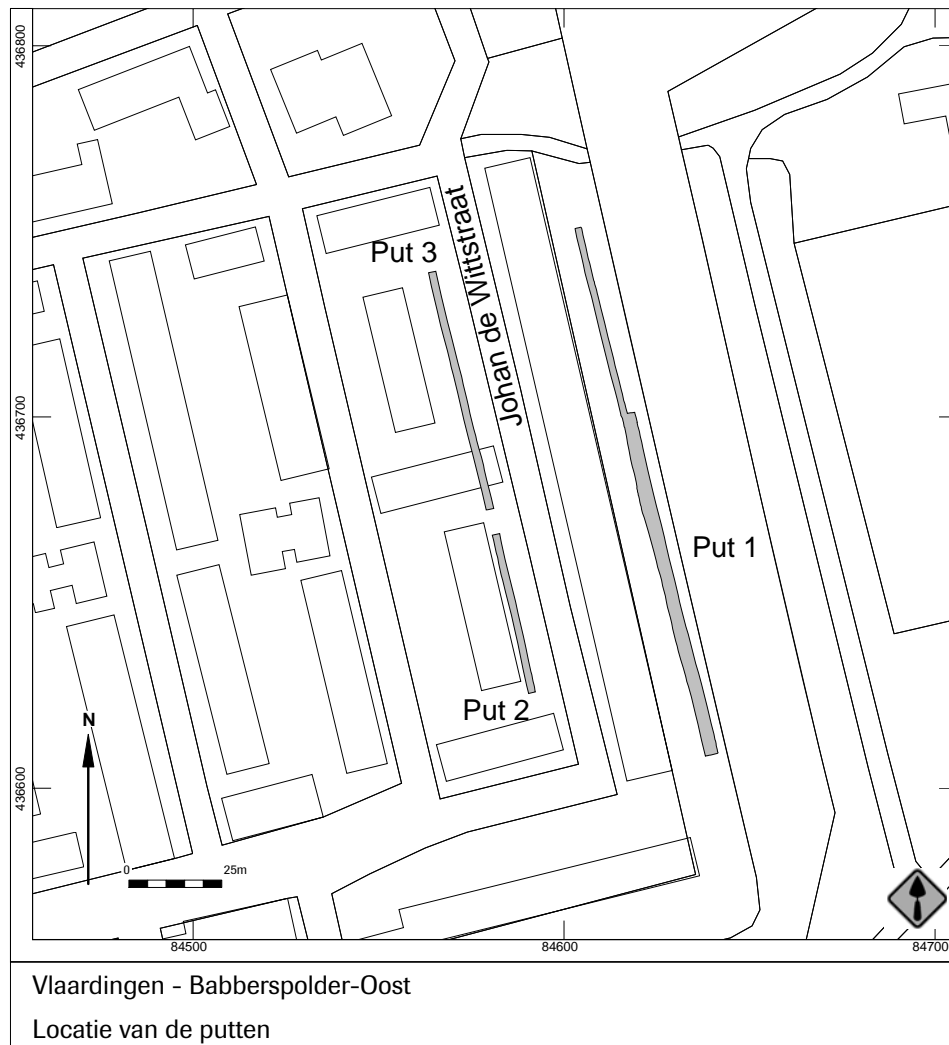 436800
Put 3
Johan de Wittstraat
436700
Put 1
Put 2
N
436600
0 25m
84500 84600 84700
Vlaardingen - Babberspolder-Oost
Locatie van de putten